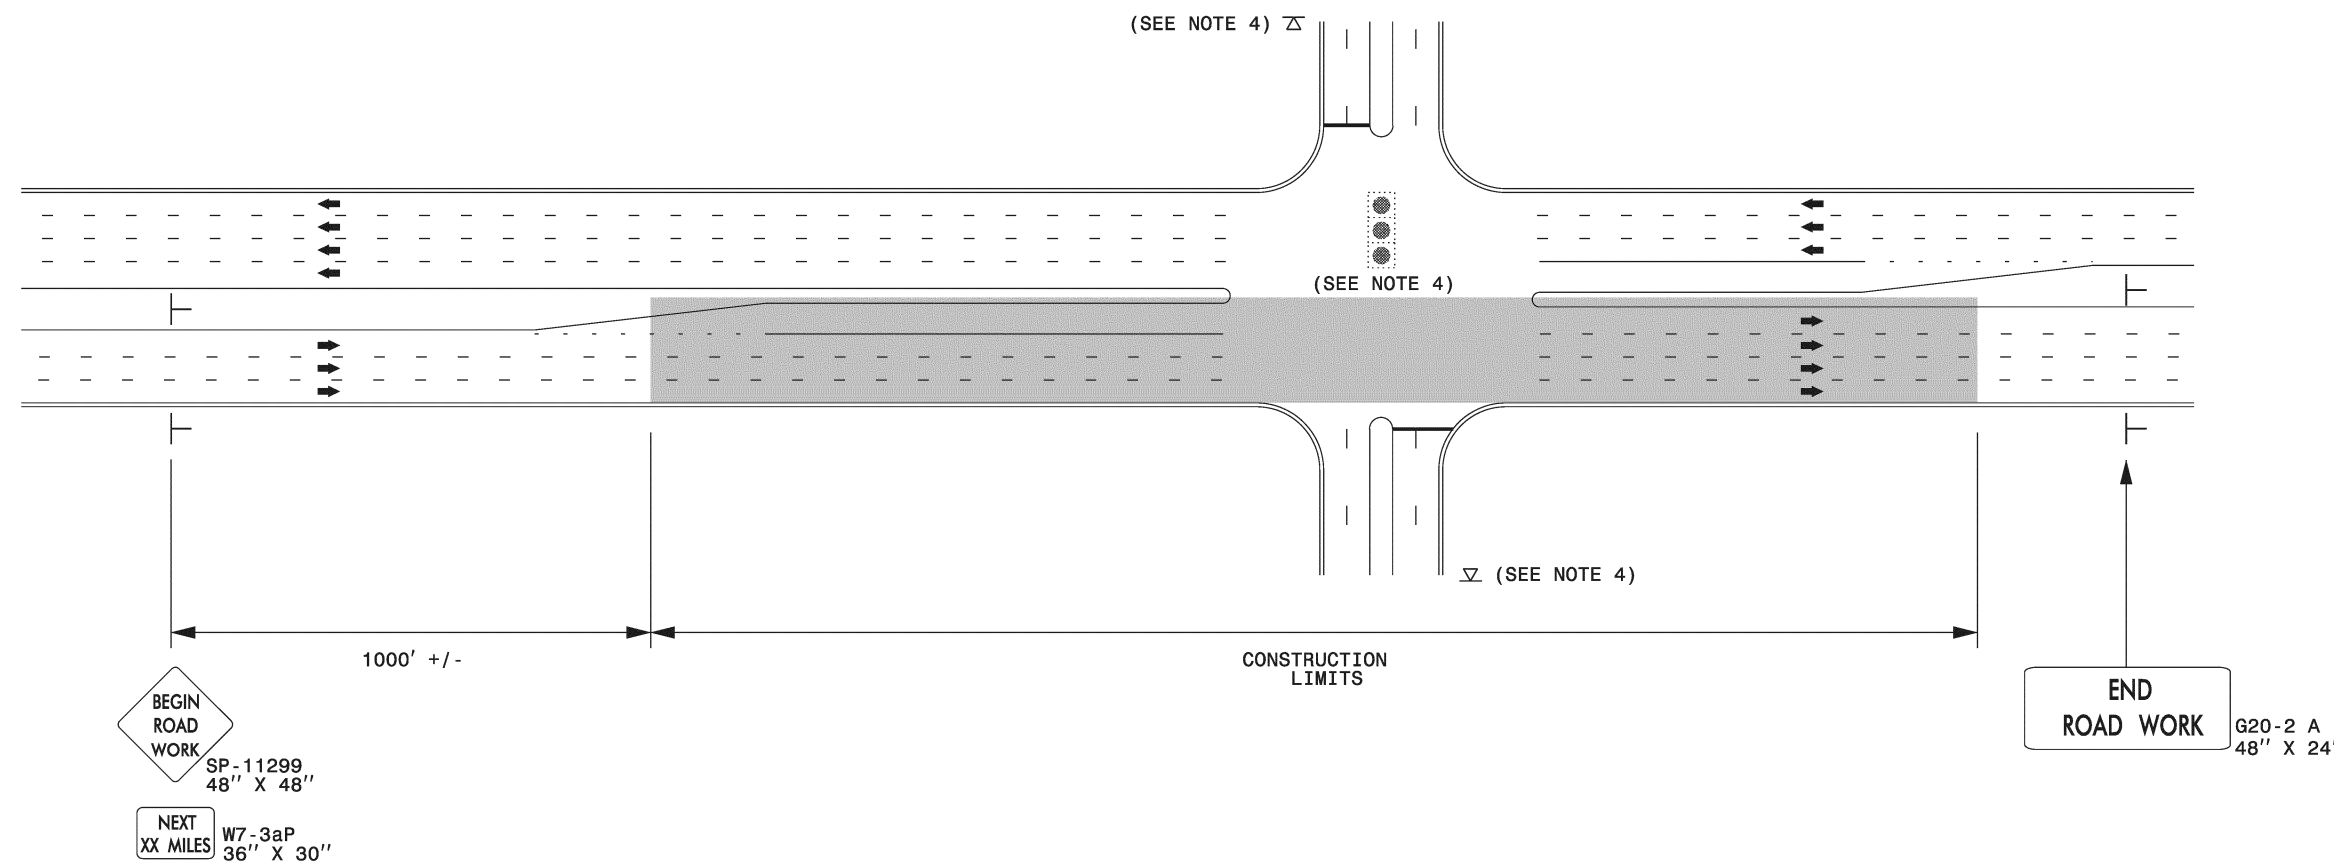 (SEE NOTE 4)
(SEE NOTE 4)
(SEE NOTE 4)
1000' +/-
CONSTRUCTION
LIMITS
BEGIN
ROAD
WORK
SP-11299
48'' X 48''
NEXT
XX MILES
W7-3aP
36'' X 30''
END
ROAD WORK
G20-2 A
48'' X 24'